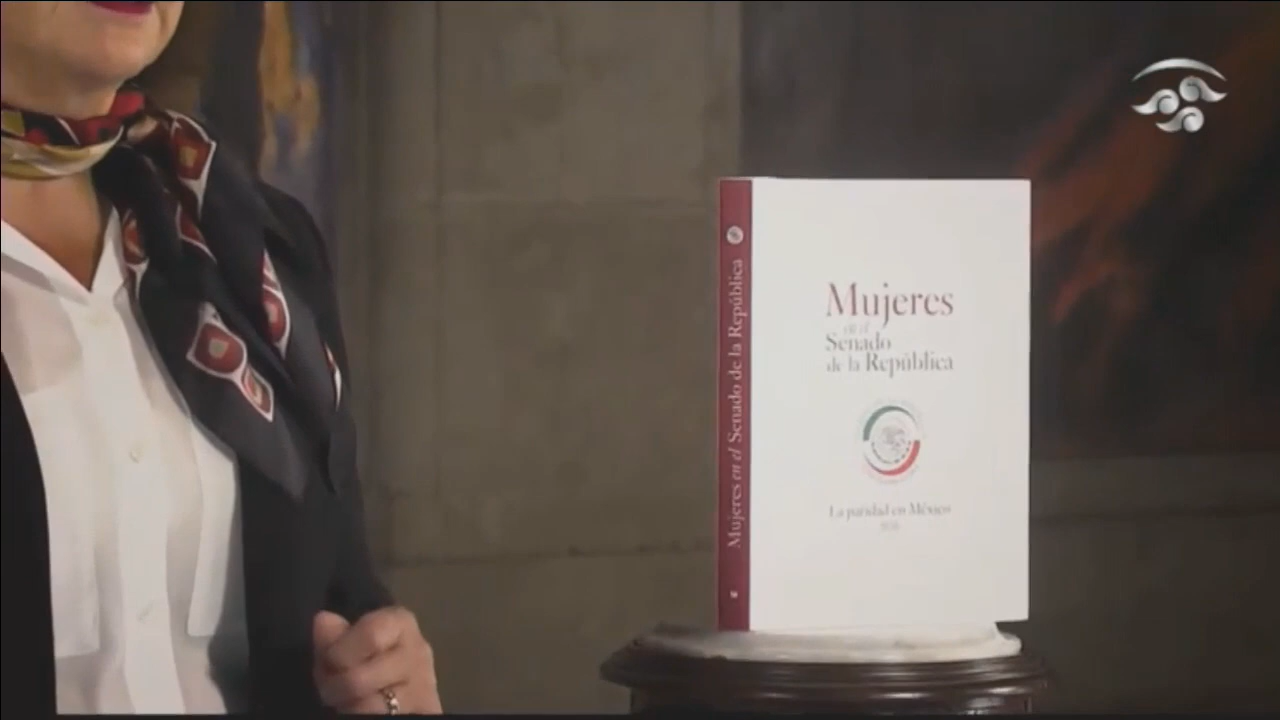 Mujeres en el Senado de la República
Mujeres
en el
Senado
de la República
La paridad en México